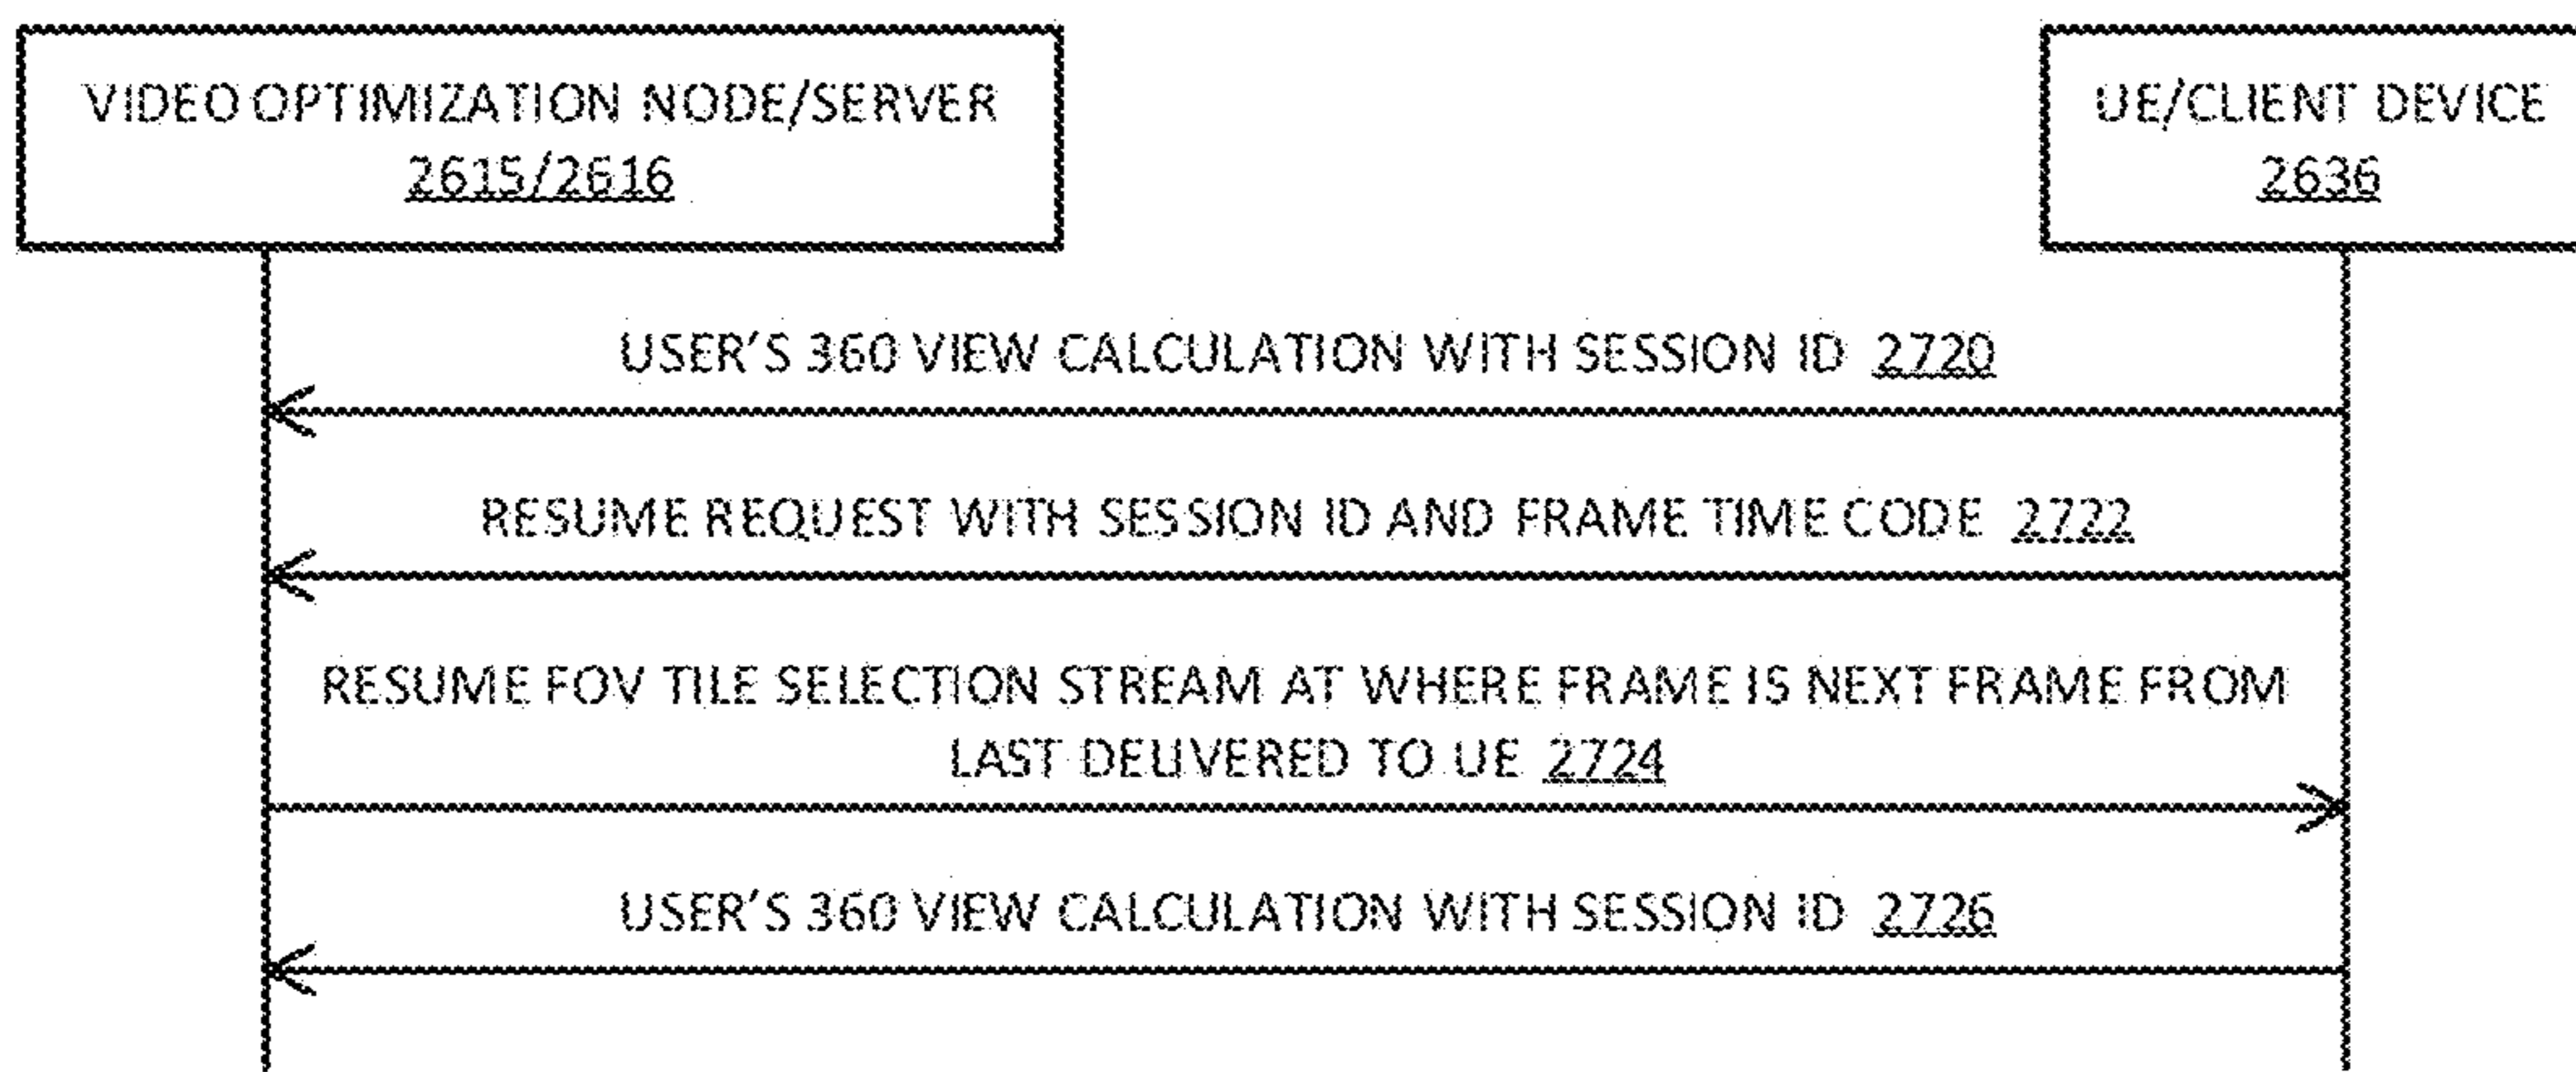 VIDEO OPTIMIZATION NODE/SERVER
2615/2616
UE/CLIENT DEVICE
2636
USER'S 360 VIEW CALCULATION WITH SESSION ID 2720
RESUME REQUEST WITH SESSION ID AND FRAME TIME CODE 2722
RESUME FOV TILE SELECTION STREAM AT WHERE FRAME IS NEXT FRAME FROM
LAST DELIVERED TO UE 2724
USER'S 360 VIEW CALCULATION WITH SESSION ID 2726